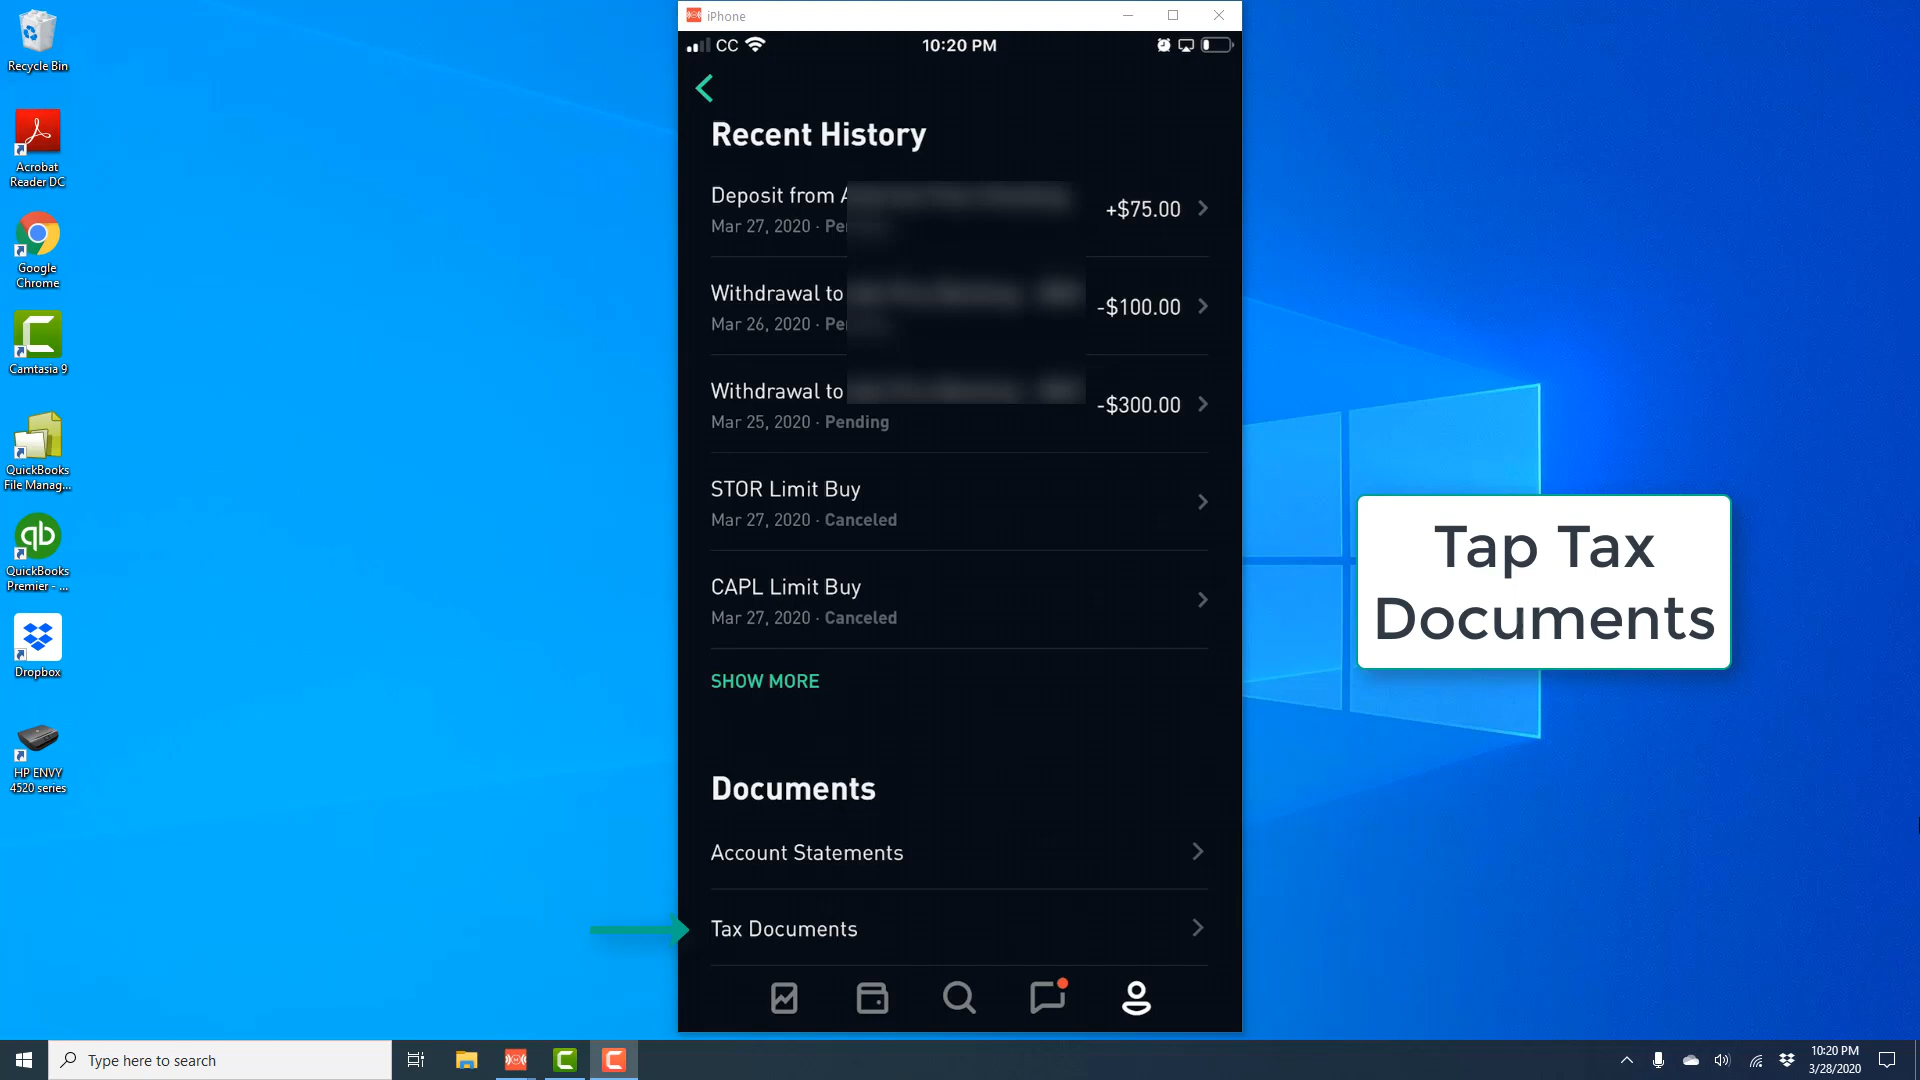 iPhone
CC
10:20 PM
Recent History
Deposit from
+$75.00
Mar 27, 2020 ·
Withdrawal to
-$100.00
Mar 26, 2020 ·
Withdrawal to
-$300.00
Mar 25, 2020 · Pending
STOR Limit Buy
Mar 27, 2020 · Canceled
CAPL Limit Buy
Mar 27, 2020 · Canceled
SHOW MORE
Documents
Account Statements
Tax Documents
Tap Tax
Documents
Recycle Bin
Acrobat
Reader DC
Google
Chrome
Camtasia 9
QuickBooks
File Manag...
qb
QuickBooks
Premier - ...
Dropbox
HP ENVY
4520 series
Type here to search
10:20 PM
3/28/2020